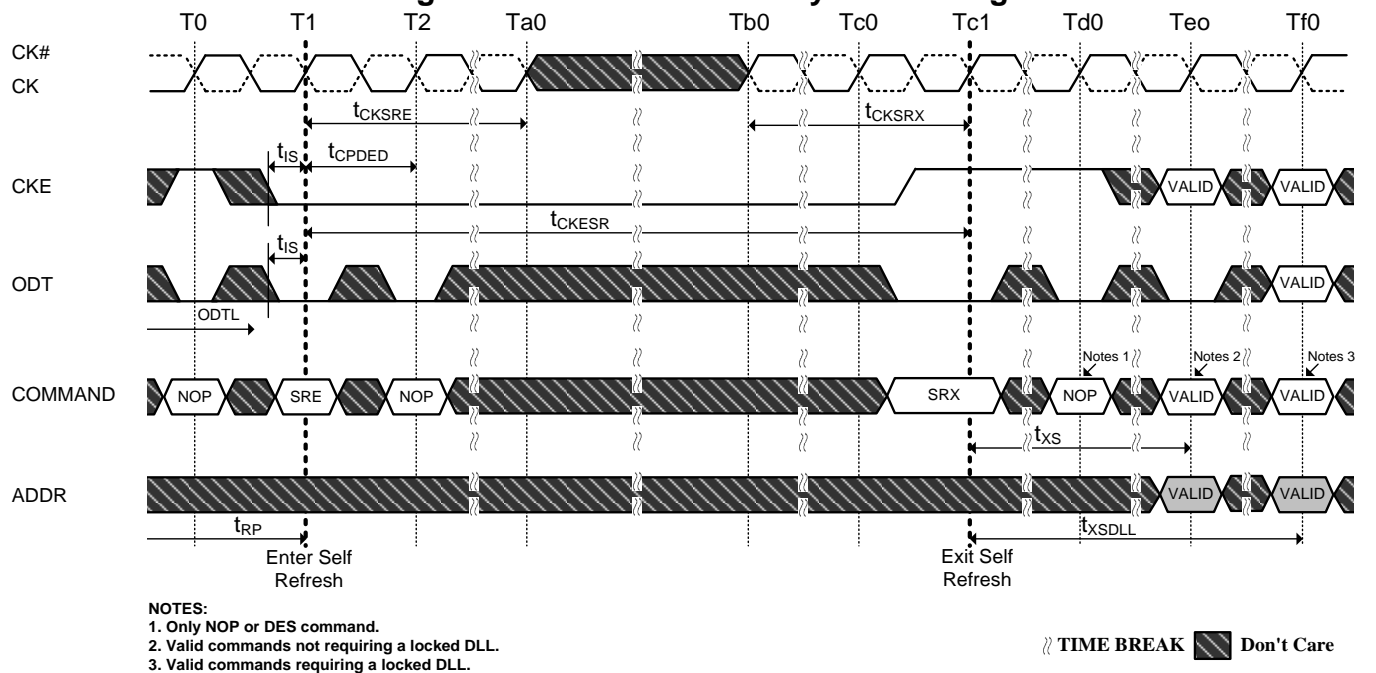 T0 T1 T2 Ta0 Tb0 Tc0 Tc1 Td0 Teo Tf0
CK#
CK
tCKSRE tCKSRX
tIS tCPDED
CKE VALID VALID
tCKESR
tIS
ODT VALID
ODTL
Notes 1 Notes 2 Notes 3
COMMAND NOP SRE NOP SRX NOP VALID VALID
tXS
ADDR VALID VALID
tRP tXSDLL
Enter Self Refresh
Exit Self Refresh
NOTES:
1. Only NOP or DES command.
2. Valid commands not requiring a locked DLL.
3. Valid commands requiring a locked DLL.
TIME BREAK Don't Care